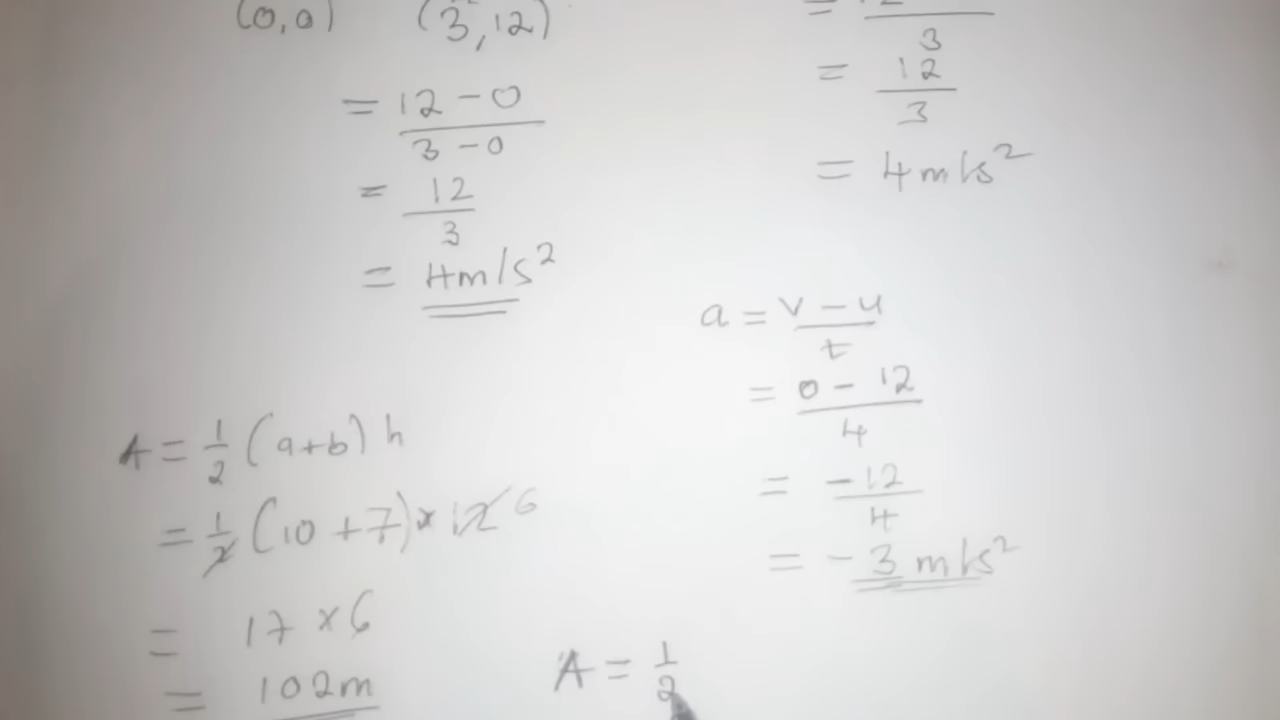 (0,0) (3,12)
= 12 - 0 / 3 - 0
= 12 / 3
= 4m/s²
3
= 12 / 3
= 4m/s²
a = v - u / t
= 0 - 12 / 4
= -12 / 4
= -3 m/s²
A = 1/2 (a+b) h
= 1/2 (10 + 7) × 12 6
= 17 × 6
= 102m
A = 1/2